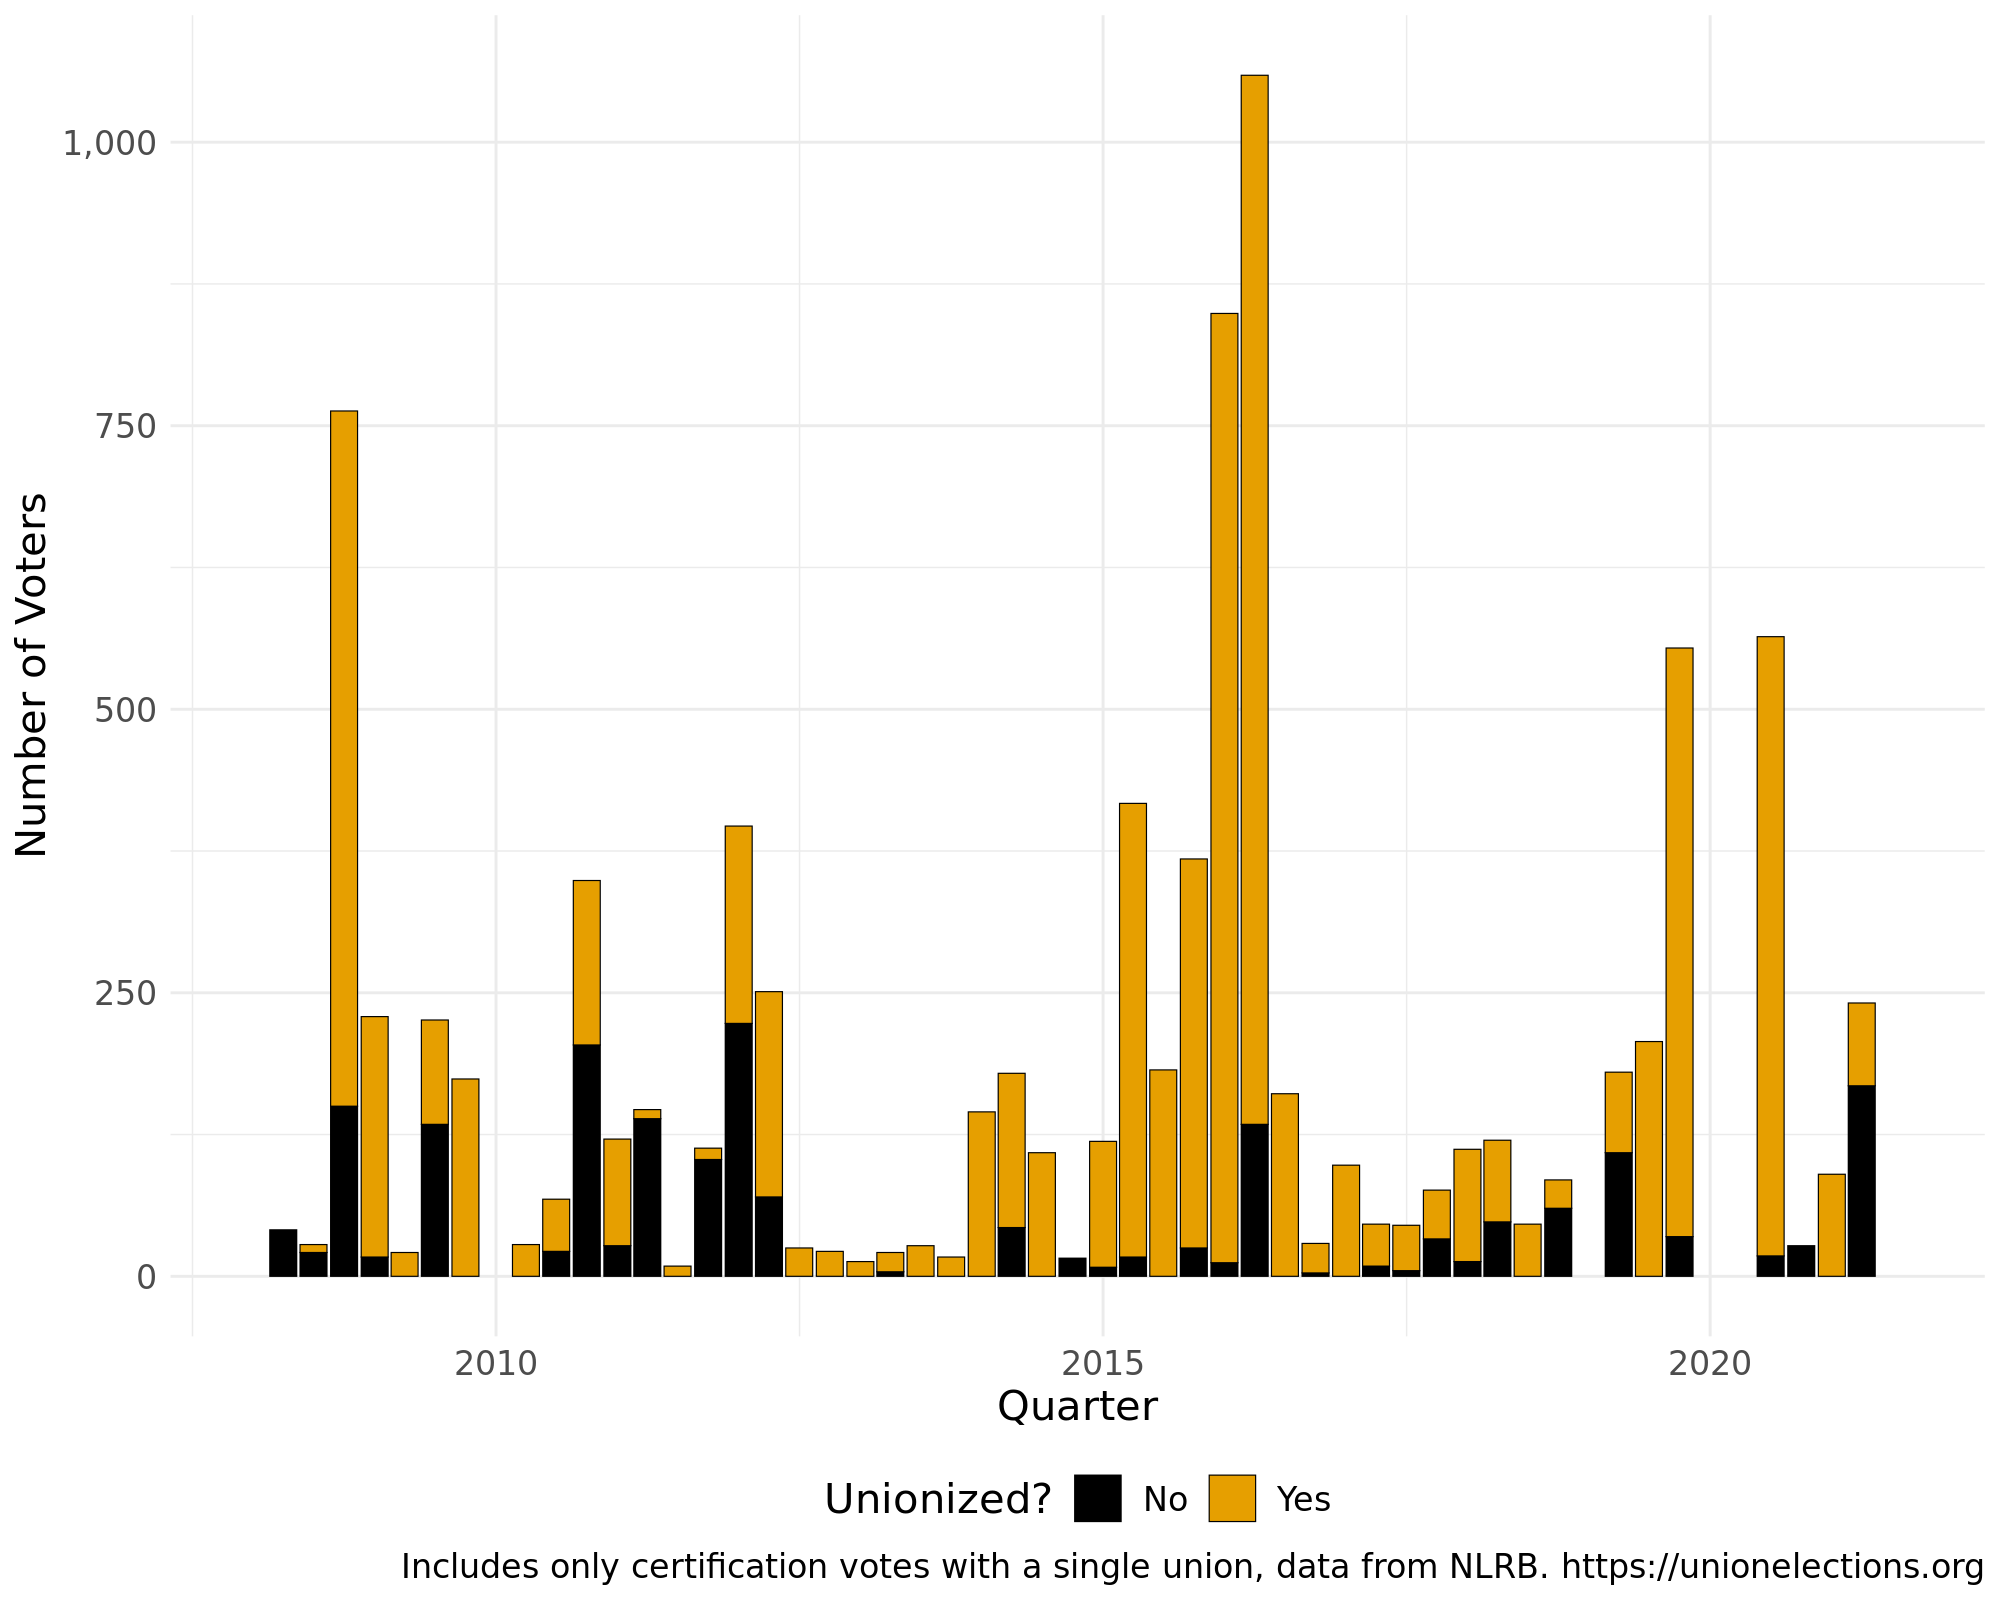 Number of Voters
1,000
750
500
250
0
2010 2015 2020
Quarter
Unionized? No Yes
Includes only certification votes with a single union, data from NLRB. https://unionelections.org